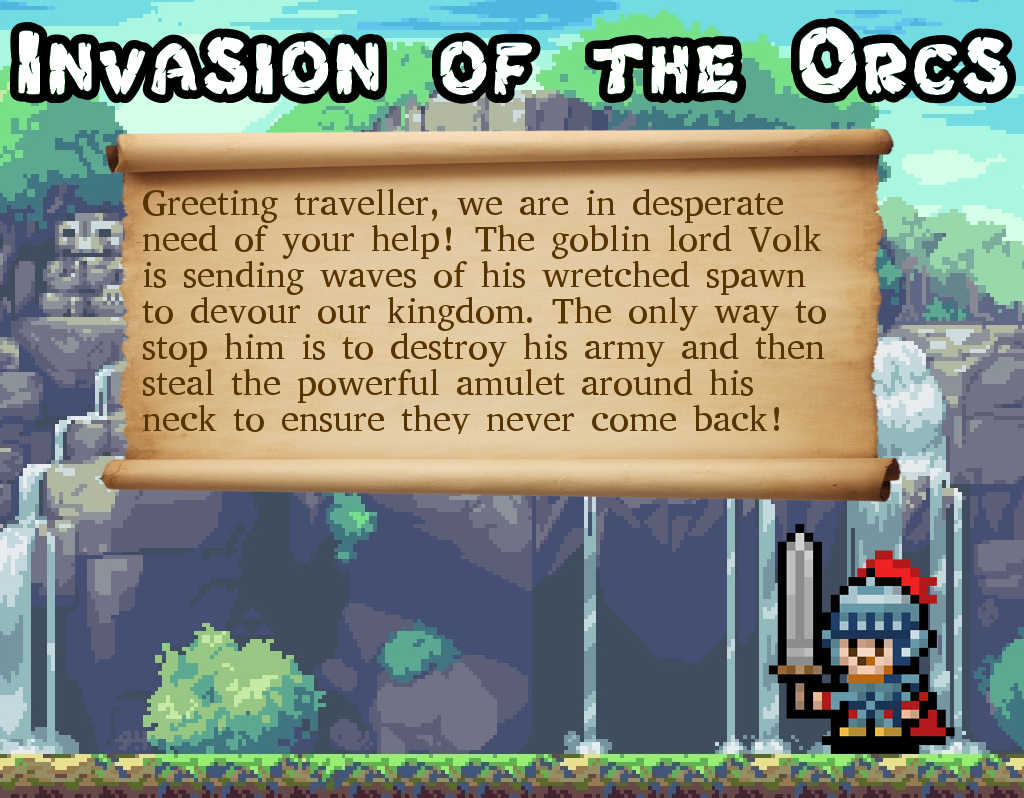 Invasion of the Orcs
Greeting traveller, we are in desperate
need of your help! The goblin lord Volk
is sending waves of his wretched spawn
to devour our kingdom. The only way to
stop him is to destroy his army and then
steal the powerful amulet around his
neck to ensure they never come back!